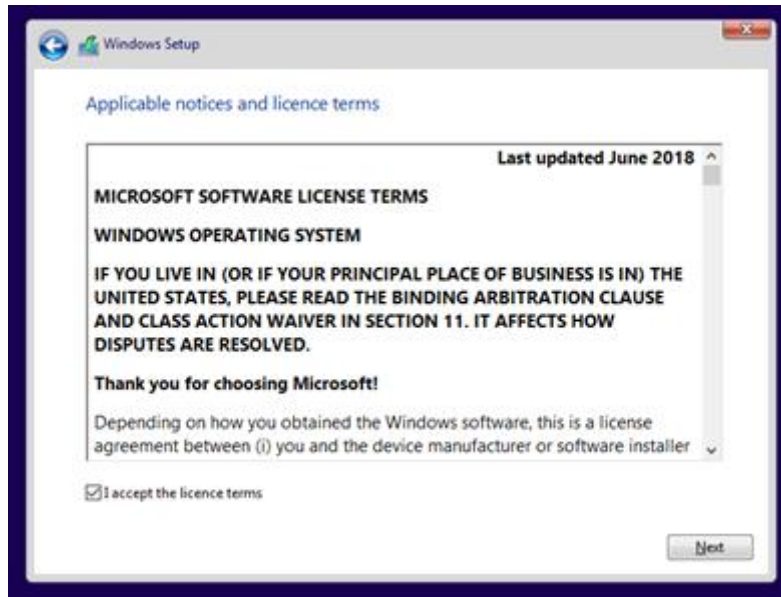 Windows Setup
Applicable notices and licence terms
Last updated June 2018
MICROSOFT SOFTWARE LICENSE TERMS
WINDOWS OPERATING SYSTEM
IF YOU LIVE IN (OR IF YOUR PRINCIPAL PLACE OF BUSINESS IS IN) THE
UNITED STATES, PLEASE READ THE BINDING ARBITRATION CLAUSE
AND CLASS ACTION WAIVER IN SECTION 11. IT AFFECTS HOW
DISPUTES ARE RESOLVED.
Thank you for choosing Microsoft!
Depending on how you obtained the Windows software, this is a license
agreement between (i) you and the device manufacturer or software installer
I accept the licence terms
Next